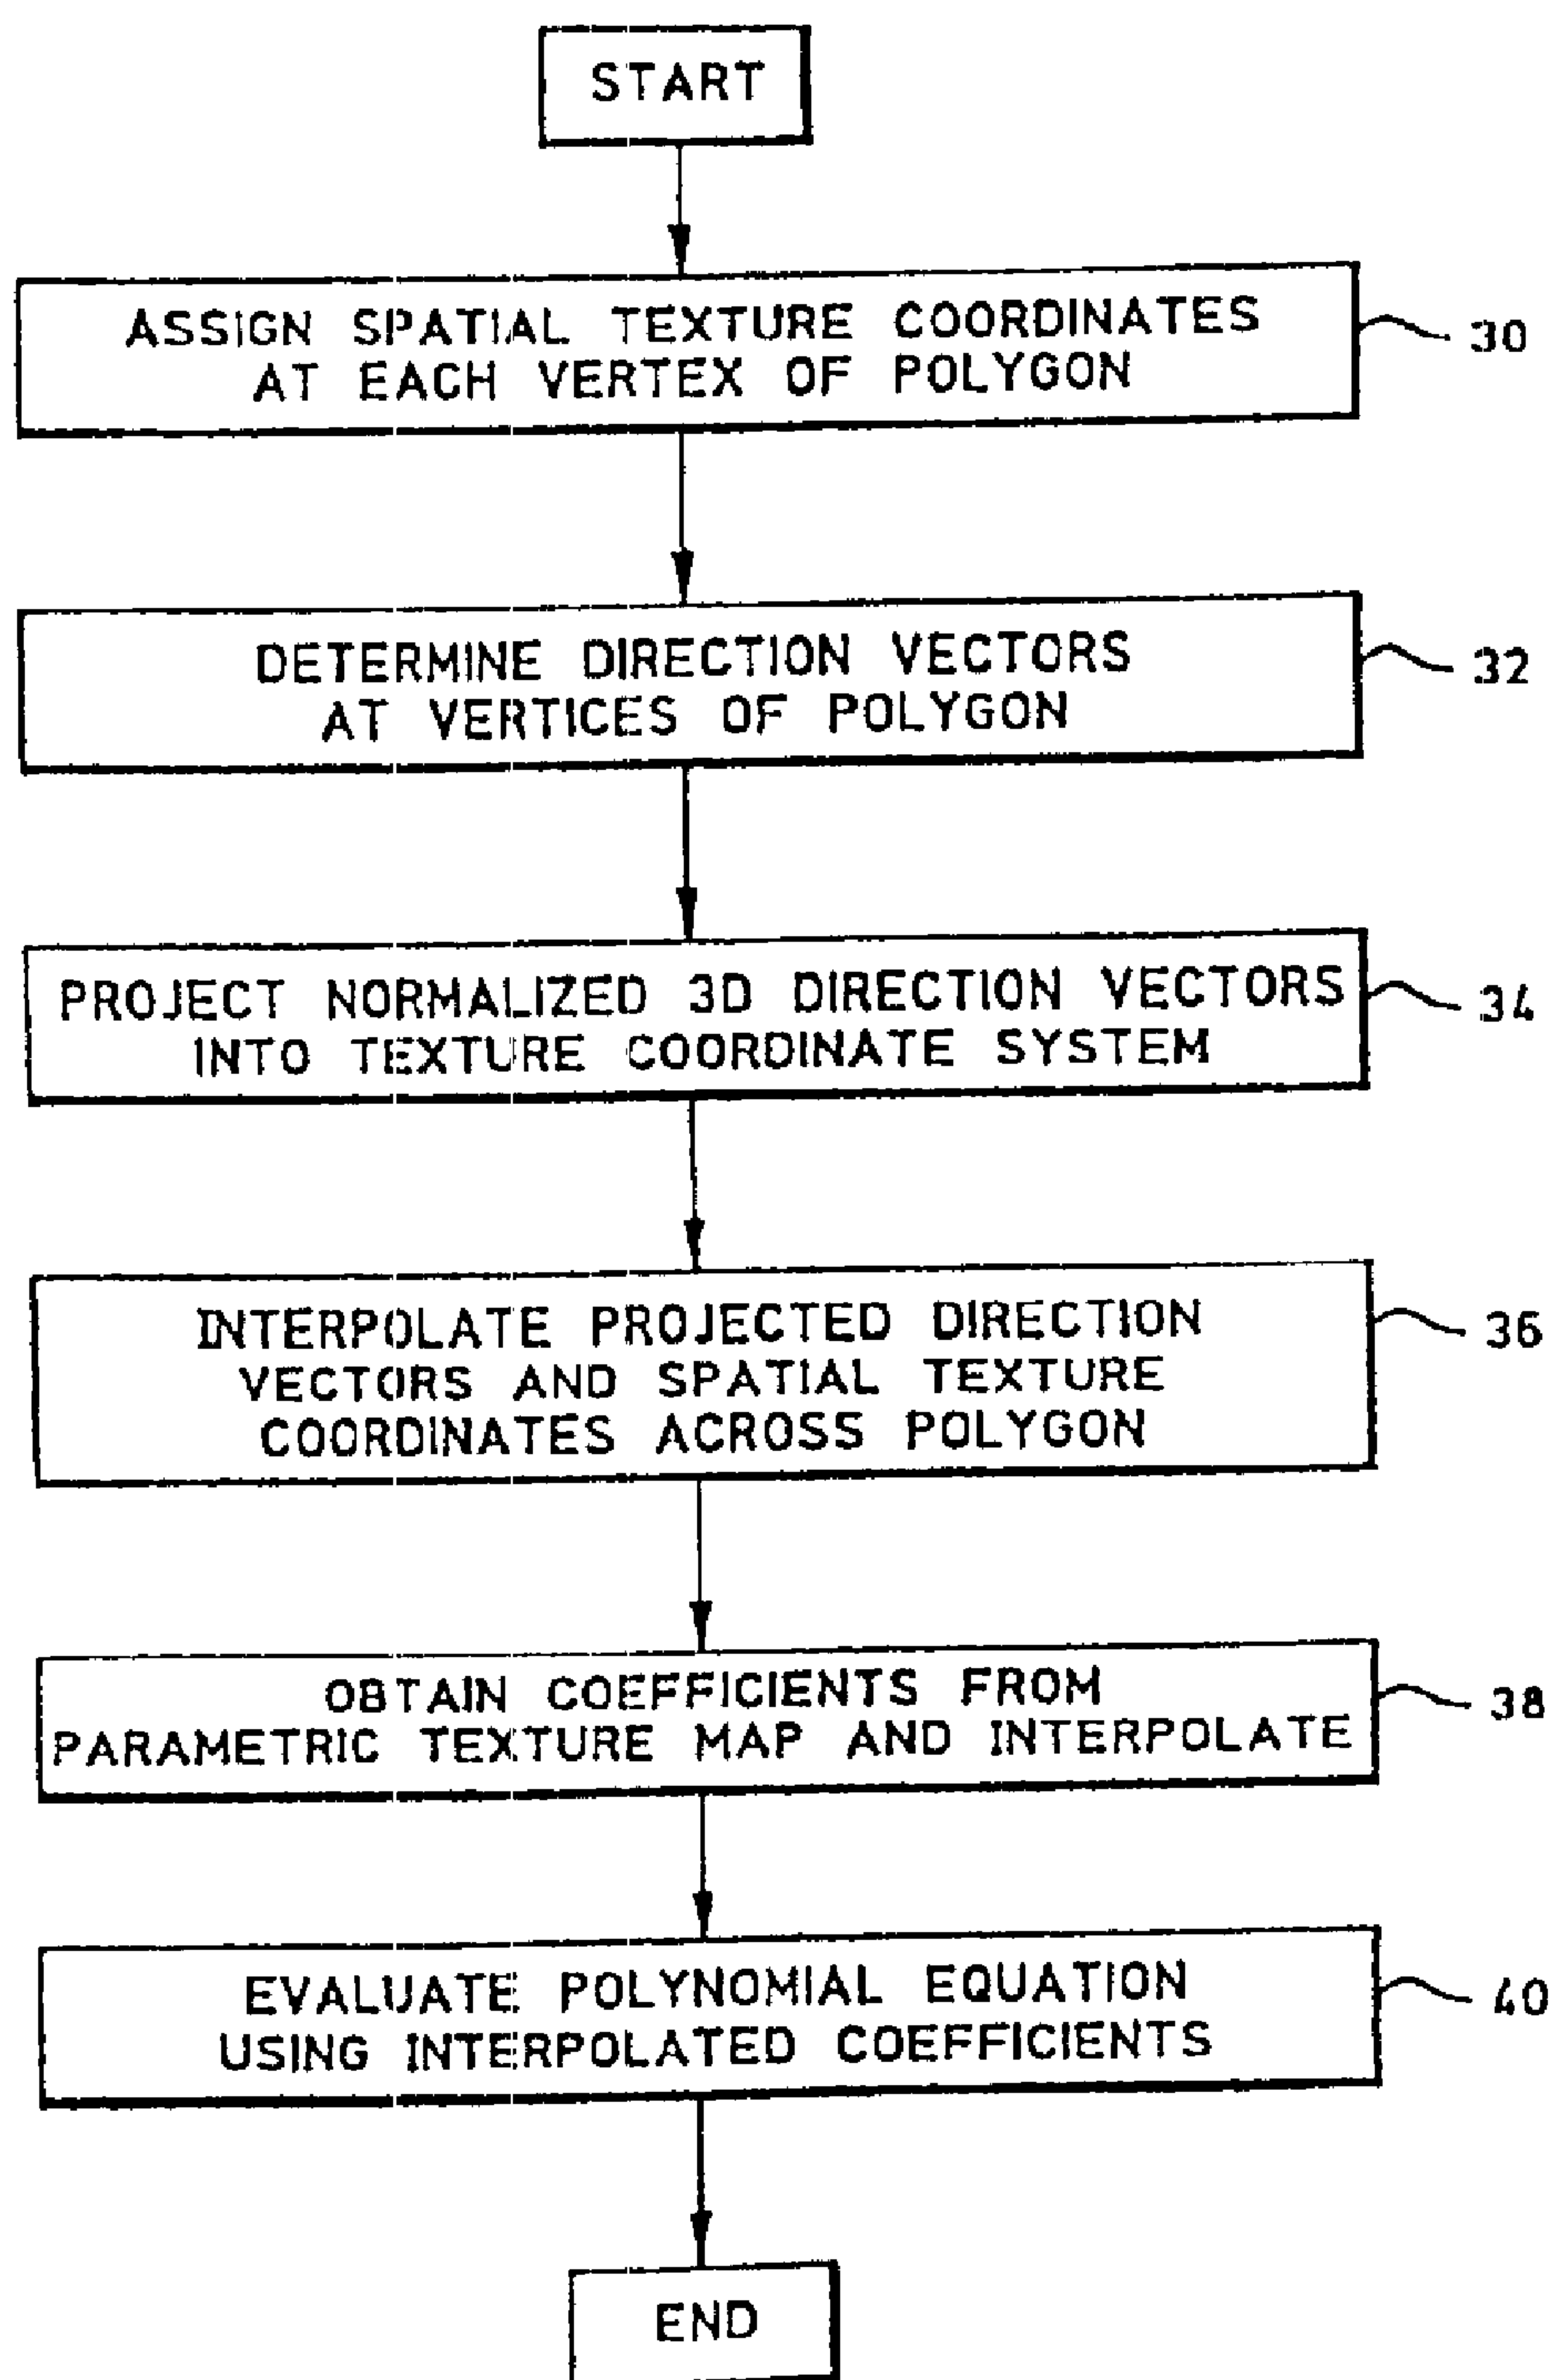 START
ASSIGN SPATIAL TEXTURE COORDINATES
AT EACH VERTEX OF POLYGON
30
DETERMINE DIRECTION VECTORS
AT VERTICES OF POLYGON
32
PROJECT NORMALIZED 3D DIRECTION VECTORS
INTO TEXTURE COORDINATE SYSTEM
34
INTERPOLATE PROJECTED DIRECTION
VECTORS AND SPATIAL TEXTURE
COORDINATES ACROSS POLYGON
36
OBTAIN COEFFICIENTS FROM
PARAMETRIC TEXTURE MAP AND INTERPOLATE
38
EVALUATE POLYNOMIAL EQUATION
USING INTERPOLATED COEFFICIENTS
40
END